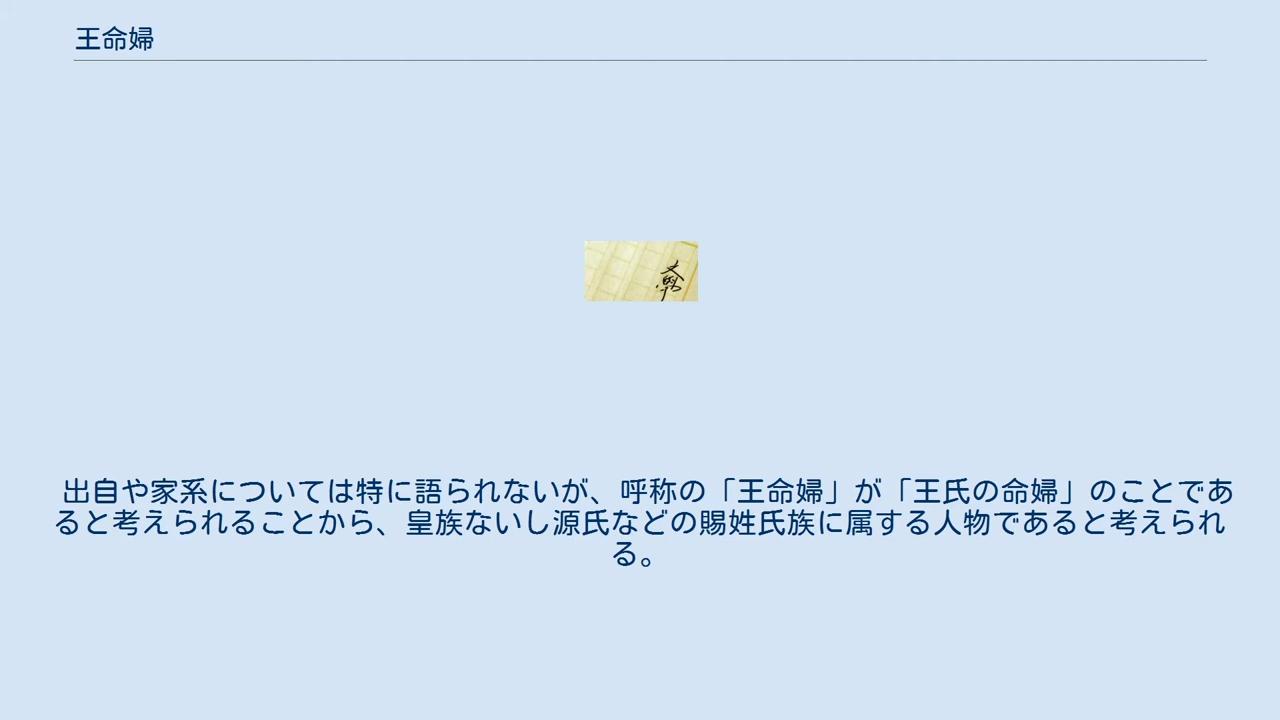 王命婦
出自や家系については特に語られないが、呼称の「王命婦」が「王氏の命婦」のことであ
ると考えられることから、皇族ないし源氏などの賜姓氏族に属する人物であると考えられ
る。